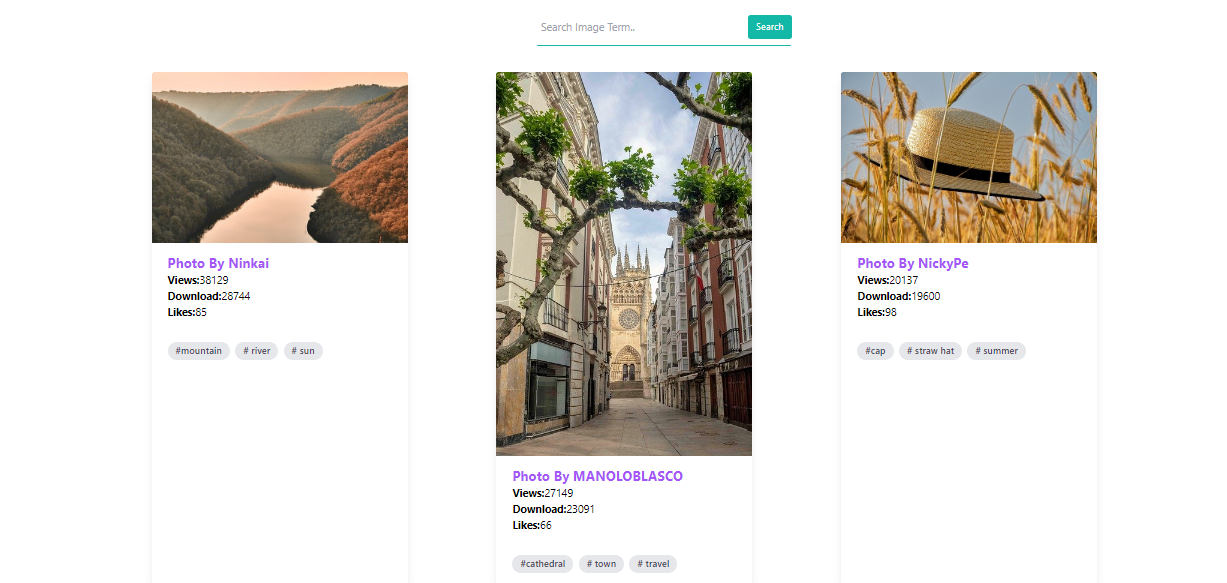 Search Image Term..
Search
Photo By Ninkai
Views:38129
Download:28744
Likes:85
#mountain # river # sun
Photo By MANOLOBLASCO
Views:27149
Download:23091
Likes:66
#cathedral # town # travel
Photo By NickyPe
Views:20137
Download:19600
Likes:98
#cap # straw hat # summer